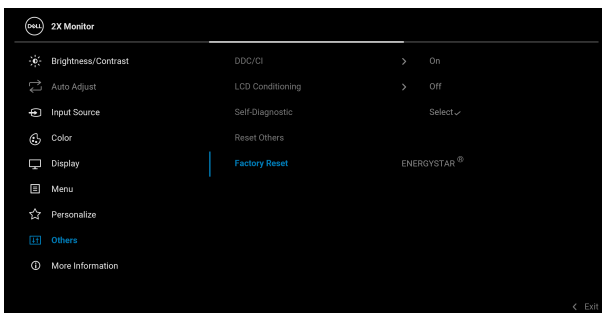 DELL 2X Monitor
Brightness/Contrast DDC/CI > On
Auto Adjust LCD Conditioning > Off
Input Source Self-Diagnostic Select✓
Color Reset Others
Display Factory Reset ENERGYSTAR ®
Menu
Personalize
Others
More Information
< Exit